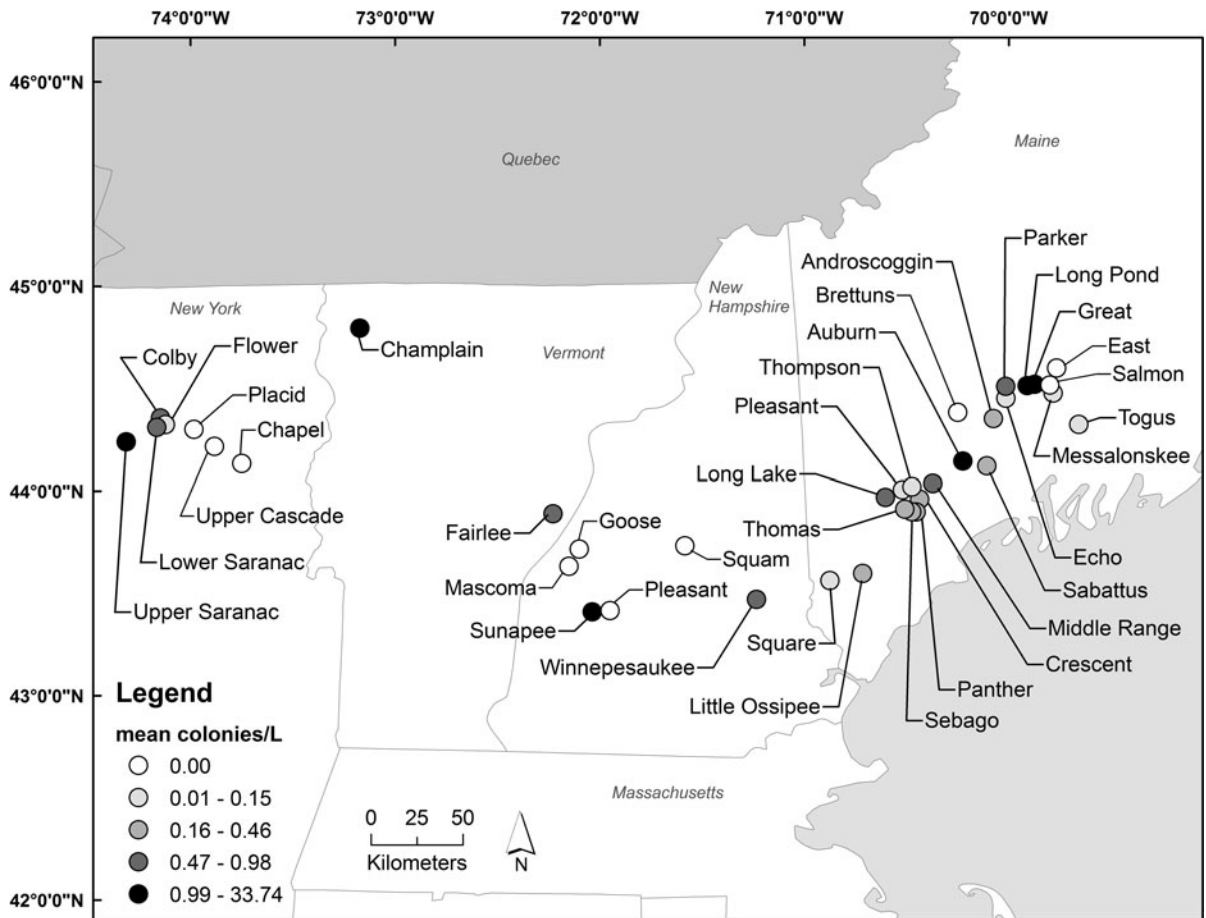 74°0'0"W
73°0'0"W
72°0'0"W
71°0'0"W
70°0'0"W
46°0'0"N
45°0'0"N
44°0'0"N
43°0'0"N
42°0'0"N
Quebec
Maine
New York
Vermont
New
Hampshire
Massachusetts
Colby
Flower
Placid
Chapel
Upper Cascade
Lower Saranac
Upper Saranac
Champlain
Fairlee
Goose
Mascoma
Pleasant
Sunapee
Squam
Winnepesaukee
Square
Little Ossipee
Parker
Androscoggin
Long Pond
Brettuns
Great
Auburn
East
Thompson
Salmon
Pleasant
Togus
Messalonskee
Long Lake
Thomas
Echo
Sabattus
Middle Range
Crescent
Panther
Sebago
Legend
mean colonies/L
0.00
0.01 - 0.15
0.16 - 0.46
0.47 - 0.98
0.99 - 33.74
0 25 50
Kilometers
N